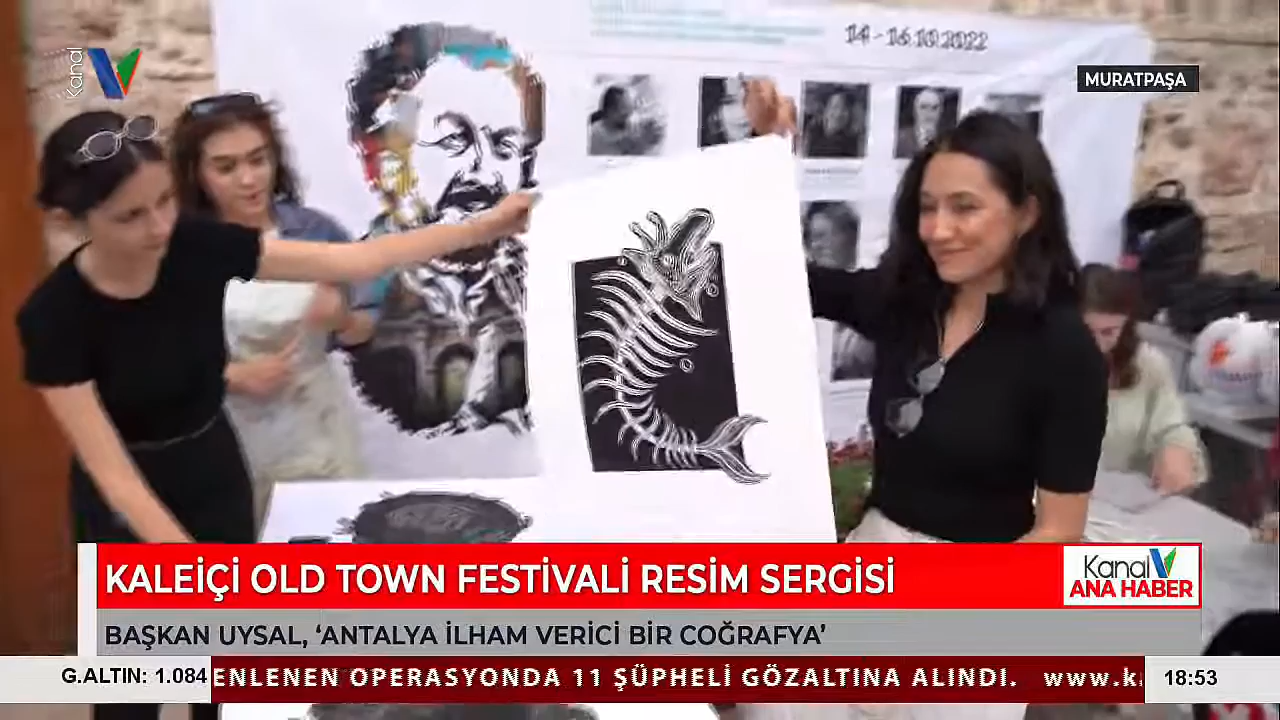 14-16.10.2022
Kanal V
MURATPAŞA
KALEİÇİ OLD TOWN FESTİVALİ RESİM SERGİSİ
Kanal V
ANA HABER
BAŞKAN UYSAL, ‘ANTALYA İLHAM VERİCİ BİR COĞRAFYA’
G.ALTIN: 1.084 ENLENEN OPERASYONDA 11 ŞÜPHELİ GÖZALTINA ALINDI. www.k 18:53